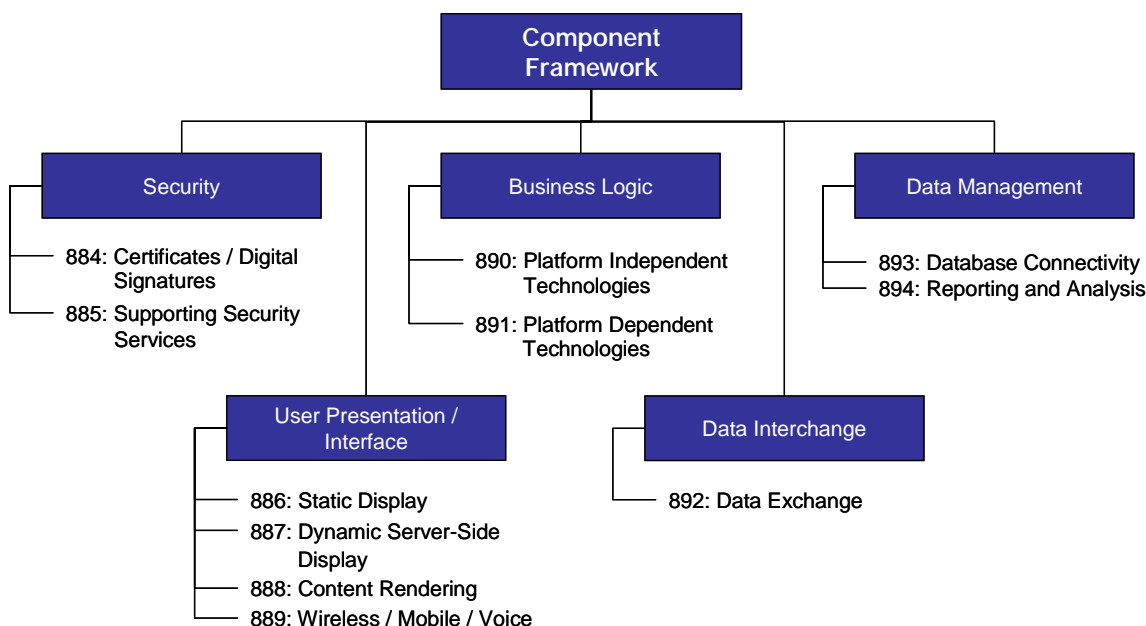 Component
Framework
Security
884: Certificates / Digital
Signatures
885: Supporting Security
Services
Business Logic
890: Platform Independent
Technologies
891: Platform Dependent
Technologies
Data Management
893: Database Connectivity
894: Reporting and Analysis
User Presentation /
Interface
886: Static Display
887: Dynamic Server-Side
Display
888: Content Rendering
889: Wireless / Mobile / Voice
Data Interchange
892: Data Exchange